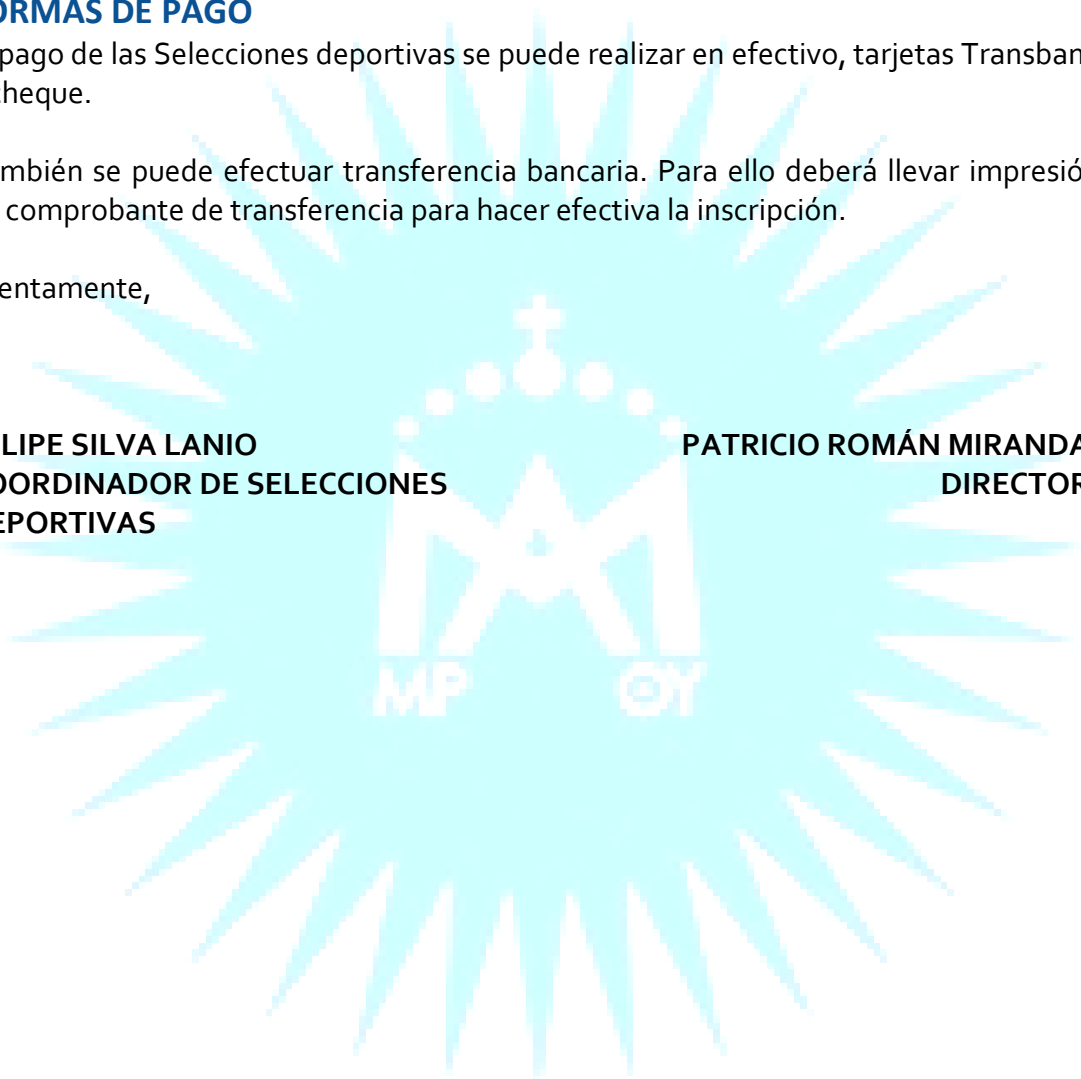 ORMAS DE PAGO
pago de las Selecciones deportivas se puede realizar en efectivo, tarjetas Transban
cheque.
mbién se puede efectuar transferencia bancaria. Para ello deberá llevar impresió
comprobante de transferencia para hacer efectiva la inscripción.
entamente,
LIPE SILVA LANIO
OORDINADOR DE SELECCIONES
EPORTIVAS
PATRICIO ROMÁN MIRANDA
DIRECTOR
MP OY